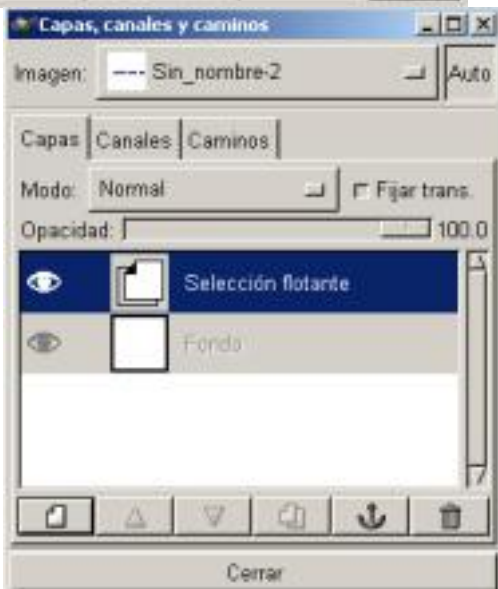 Capas, canales y caminos
Imagen: Sin_nombre-2 Auto
Capas Canales Caminos
Modo: Normal Fijar trans.
Opacidad: 100.0
Selección flotante
Fondo
Cerrar